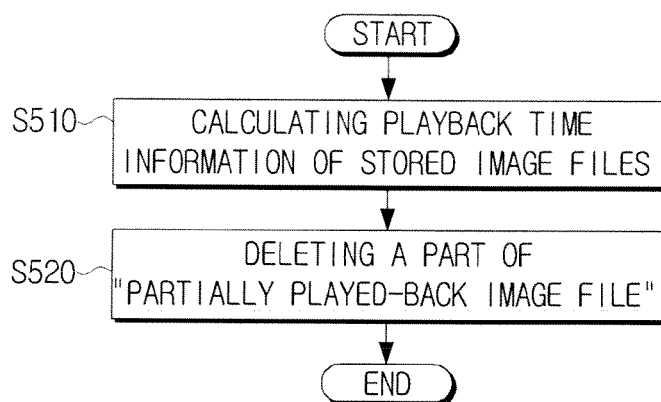 START
S510
CALCULATING PLAYBACK TIME
INFORMATION OF STORED IMAGE FILES
S520
DELETING A PART OF
"PARTIALLY PLAYED-BACK IMAGE FILE"
END